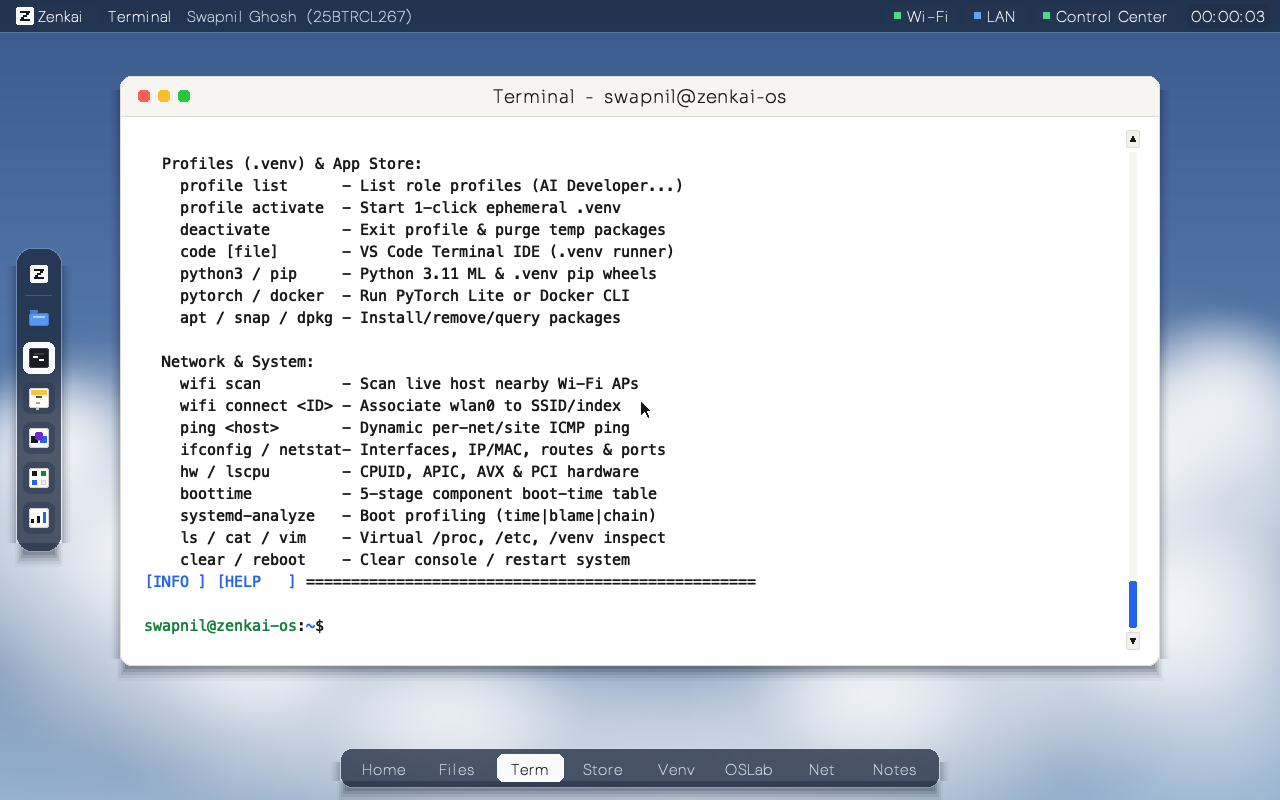 Zenkai Terminal Swapnil Ghosh (25BTRCL267) Wi-Fi LAN Control Center 00:00:03
Terminal - swapnil@zenkai-os
Profiles (.venv) & App Store:
profile list - List role profiles (AI Developer...)
profile activate - Start 1-click ephemeral .venv
deactivate - Exit profile & purge temp packages
code [file] - VS Code Terminal IDE (.venv runner)
python3 / pip - Python 3.11 ML & .venv pip wheels
pytorch / docker - Run PyTorch Lite or Docker CLI
apt / snap / dpkg - Install/remove/query packages
Network & System:
wifi scan - Scan live host nearby Wi-Fi APs
wifi connect <ID> - Associate wlan0 to SSID/index
ping <host> - Dynamic per-net/site ICMP ping
ifconfig / netstat- Interfaces, IP/MAC, routes & ports
hw / lscpu - CPUID, APIC, AVX & PCI hardware
boottime - 5-stage component boot-time table
systemd-analyze - Boot profiling (time|blame|chain)
ls / cat / vim - Virtual /proc, /etc, /venv inspect
clear / reboot - Clear console / restart system
[INFO ] [HELP ] ==================================================
swapnil@zenkai-os:~$
Home Files Term Store Venv OSLab Net Notes